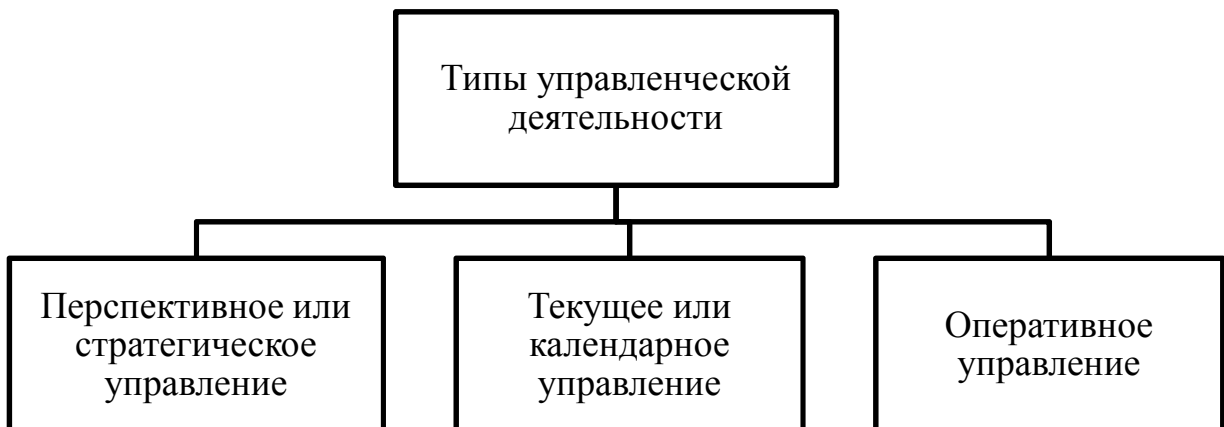 Типы управленческой
деятельности
Перспективное или
стратегическое
управление
Текущее или
календарное
управление
Оперативное
управление